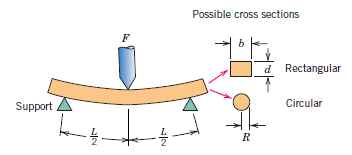 Possible cross sections
F
b
d Rectangular
Support
Circular
L/2 L/2
R